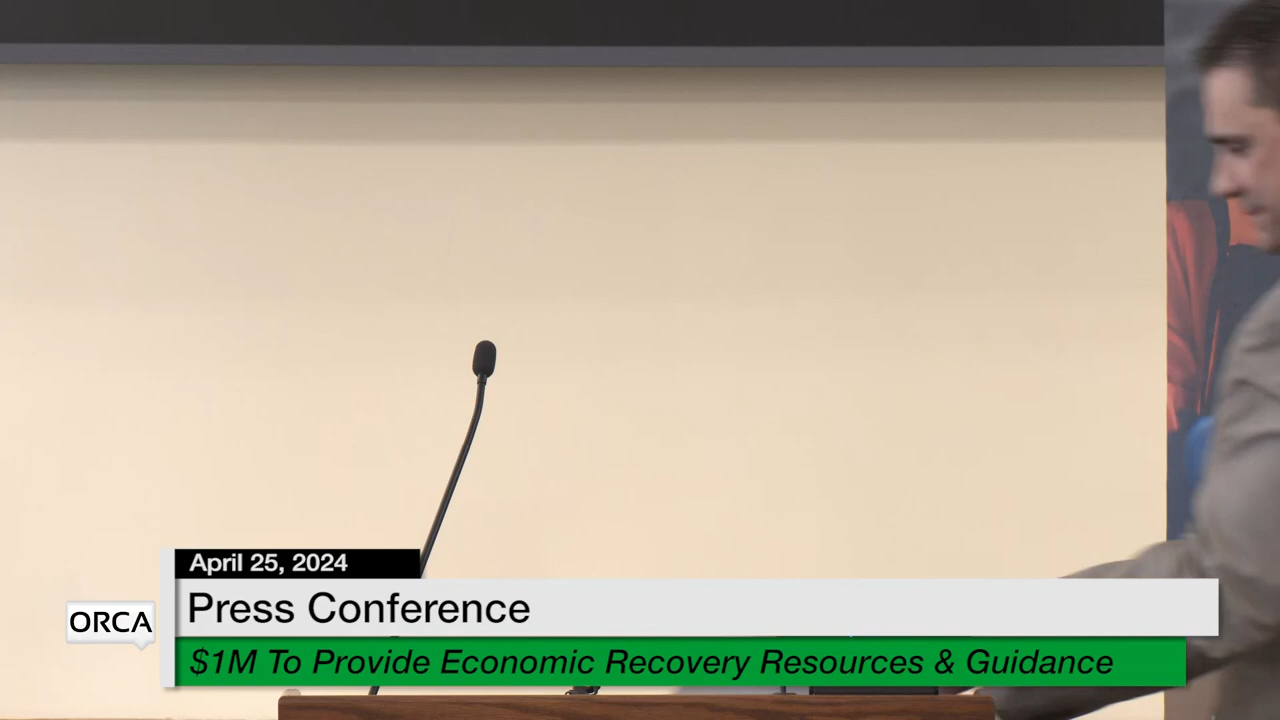 April 25, 2024
Press Conference
ORCA
$1M To Provide Economic Recovery Resources & Guidance